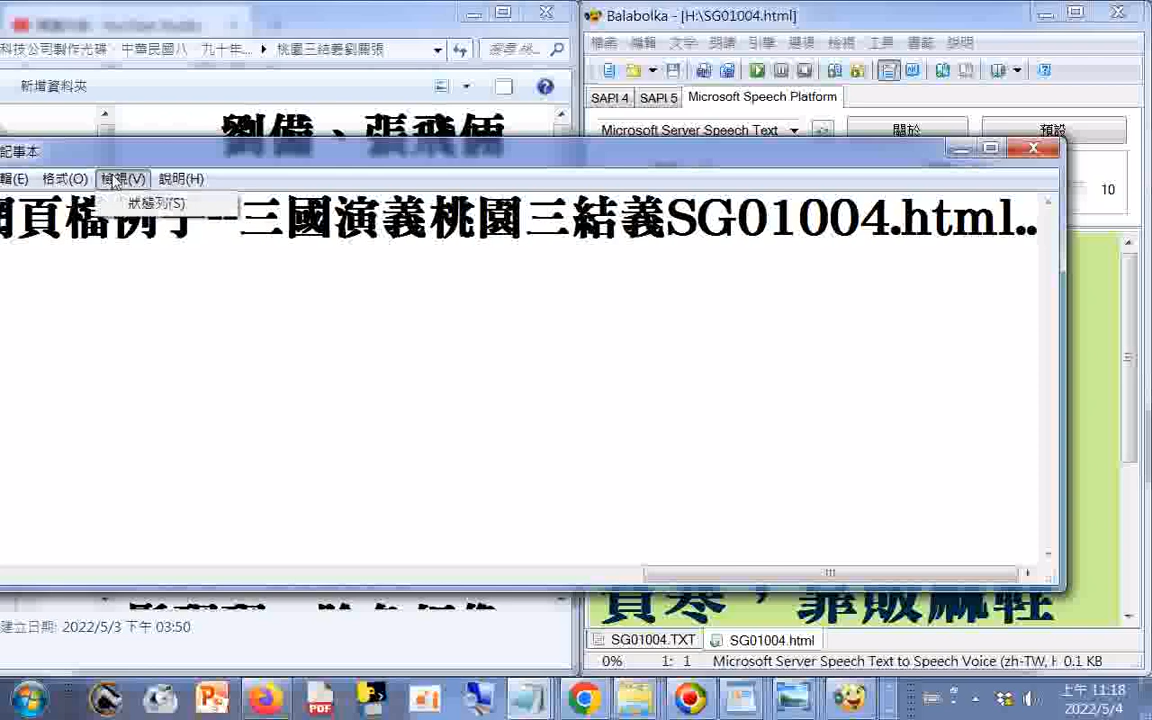 Balabolka - [H:\SG01004.html]
科技公司製作光碟
中華民國八
九十年...
桃園三結義劉關張
檔案 編輯 文字 朗讀 引擎 選項 檢視 工具 書籤 說明
新增資料夾
SAPI 4 SAPI 5 Microsoft Speech Platform
劉備、張飛便
Microsoft Server Speech Text
關於
預設
記事本
輯(E) 格式(O) 檢視(V) 說明(H)
10
狀態列(S)
網頁檔例子--三國演義桃園三結義SG01004.html..
貧寒，靠販麻鞋
建立日期: 2022/5/3 下午 03:50
SG01004.TXT SG01004.html
0% 1: 1 Microsoft Server Speech Text to Speech Voice (zh-TW, H 0.1 KB
PDF
上午 11:18
2022/5/4